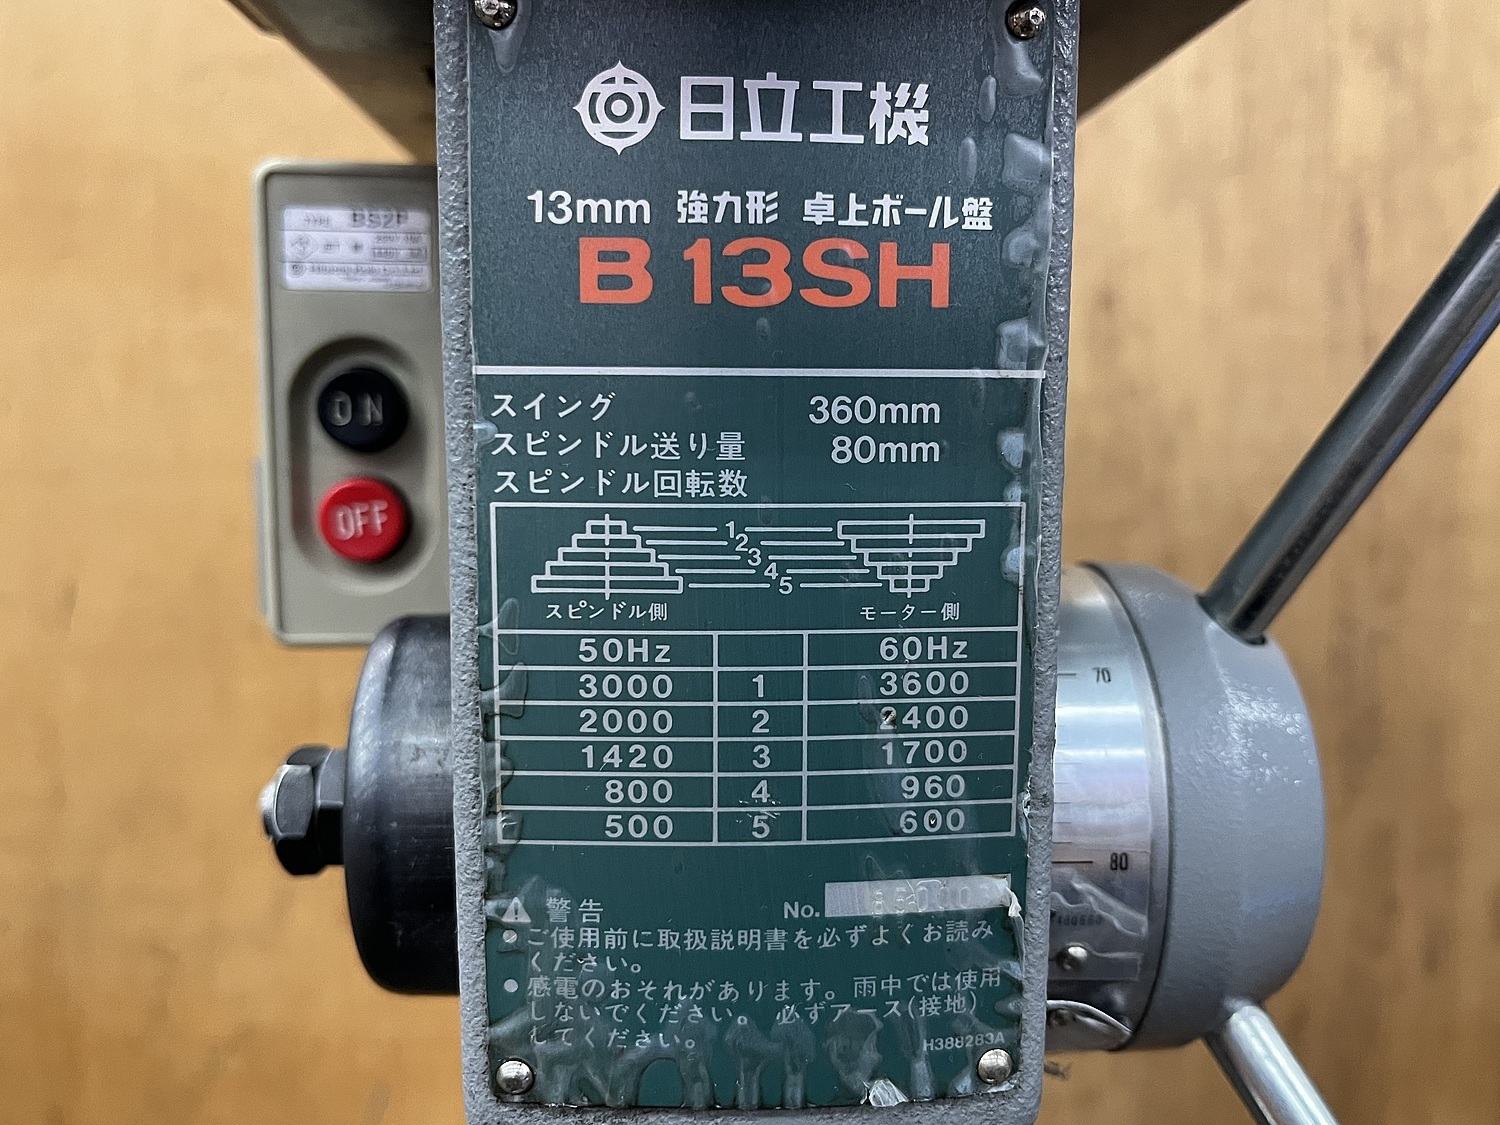 日立工機
13mm 強力形 卓上ボール盤
B13SH
スイング 360mm
スピンドル送り量 80mm
スピンドル回転数
1
2
3
4
5
スピンドル側 モーター側
50Hz 60Hz
3000 1 3600
2000 2 2400
1420 3 1700
800 4 960
500 5 600
警告 No.
●ご使用前に取扱説明書を必ずよくお読み
ください。
●感電のおそれがあります。雨中では使用
しないでください。必ずアース(接地)
してください。
H388283A
TYPE BS2P
ON
OFF
70
80